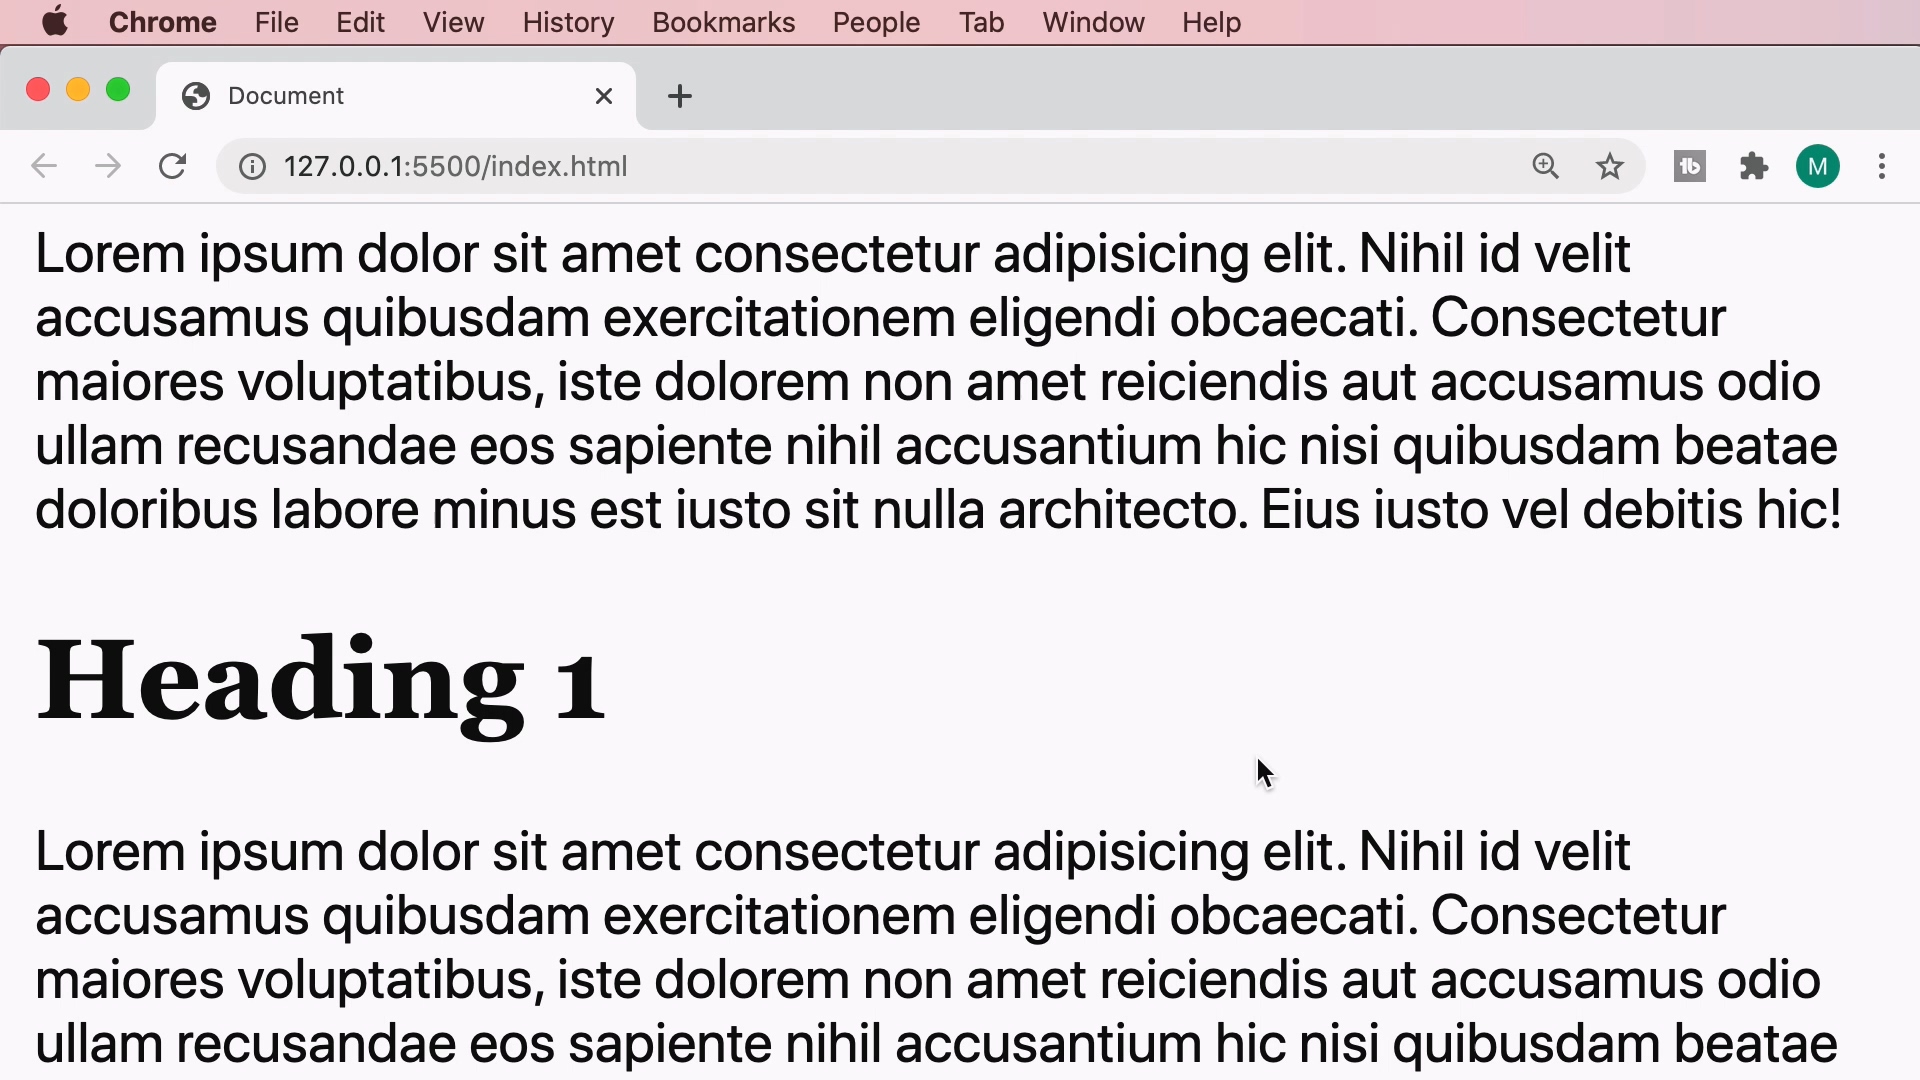 Chrome File Edit View History Bookmarks People Tab Window Help
Document
127.0.0.1:5500/index.html
tb
M
Lorem ipsum dolor sit amet consectetur adipisicing elit. Nihil id velit
accusamus quibusdam exercitationem eligendi obcaecati. Consectetur
maiores voluptatibus, iste dolorem non amet reiciendis aut accusamus odio
ullam recusandae eos sapiente nihil accusantium hic nisi quibusdam beatae
doloribus labore minus est iusto sit nulla architecto. Eius iusto vel debitis hic!
Heading 1
Lorem ipsum dolor sit amet consectetur adipisicing elit. Nihil id velit
accusamus quibusdam exercitationem eligendi obcaecati. Consectetur
maiores voluptatibus, iste dolorem non amet reiciendis aut accusamus odio
ullam recusandae eos sapiente nihil accusantium hic nisi quibusdam beatae